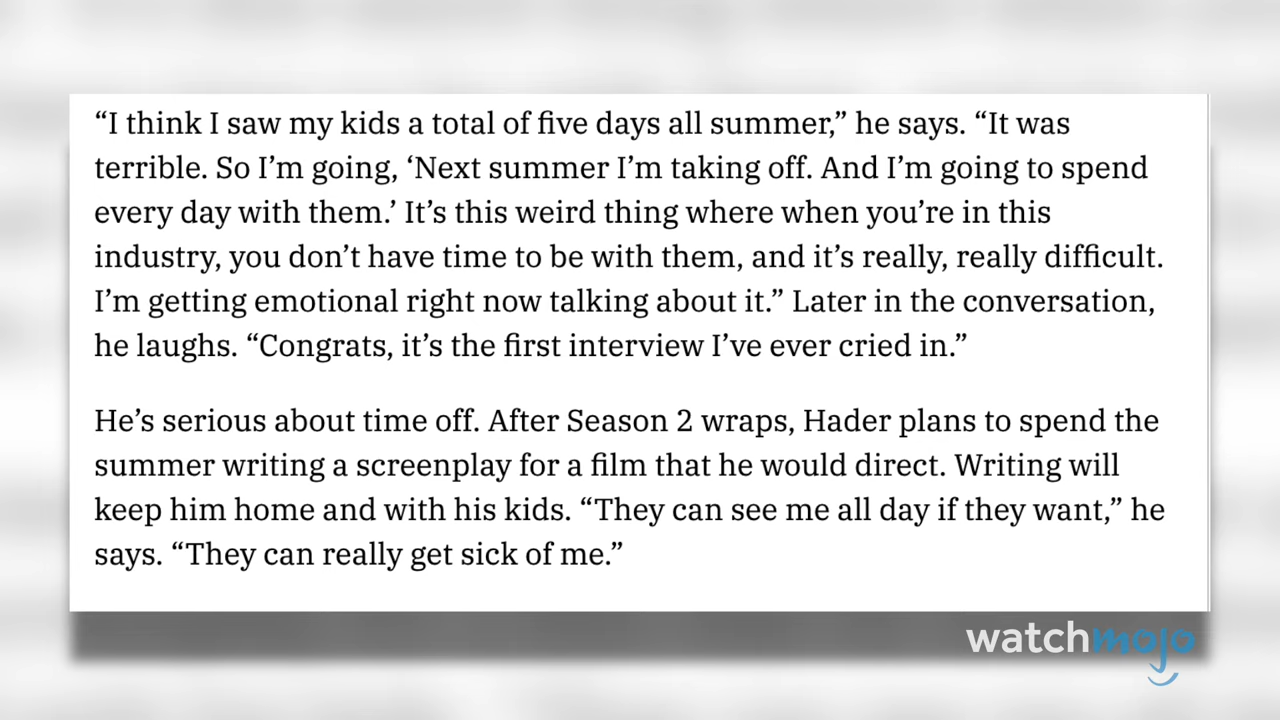 “I think I saw my kids a total of five days all summer,” he says. “It was
terrible. So I’m going, ‘Next summer I’m taking off. And I’m going to spend
every day with them.’ It’s this weird thing where when you’re in this
industry, you don’t have time to be with them, and it’s really, really difficult.
I’m getting emotional right now talking about it.” Later in the conversation,
he laughs. “Congrats, it’s the first interview I’ve ever cried in.”
He’s serious about time off. After Season 2 wraps, Hader plans to spend the
summer writing a screenplay for a film that he would direct. Writing will
keep him home and with his kids. “They can see me all day if they want,” he
says. “They can really get sick of me.”
watchmojo